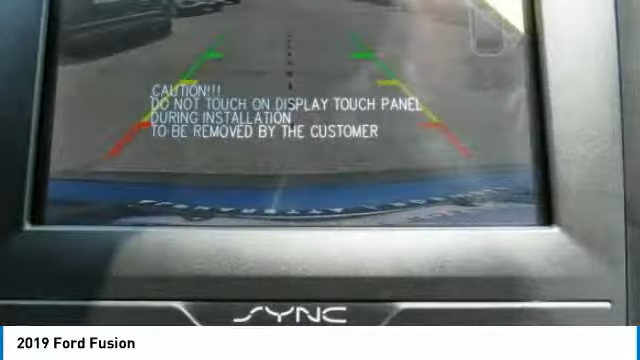 CAUTION!!!
DO NOT TOUCH ON DISPLAY TOUCH PANEL
DURING INSTALLATION
TO BE REMOVED BY THE CUSTOMER
SYNC
2019 Ford Fusion